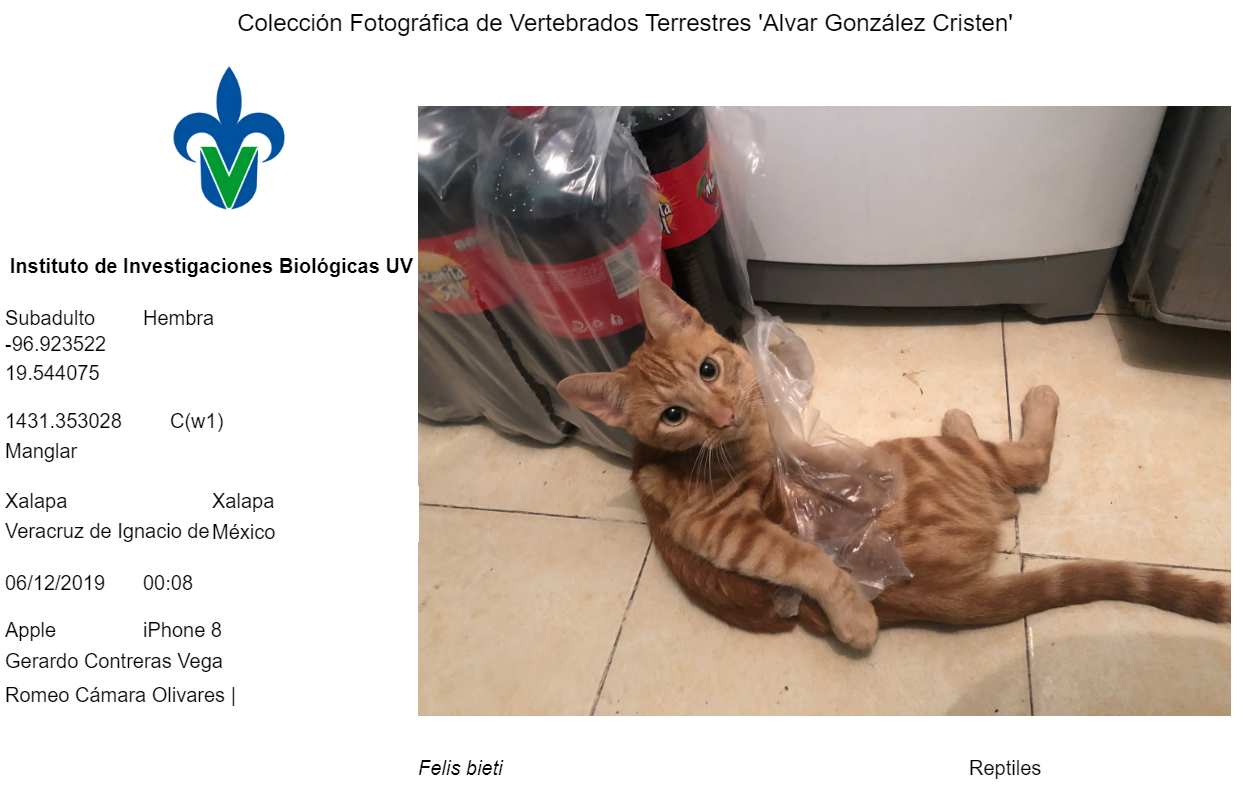 Colección Fotográfica de Vertebrados Terrestres 'Alvar González Cristen'
V
Instituto de Investigaciones Biológicas UV
Subadulto Hembra
-96.923522
19.544075
1431.353028 C(w1)
Manglar
Xalapa Xalapa
Veracruz de Ignacio de México
06/12/2019 00:08
Apple iPhone 8
Gerardo Contreras Vega
Romeo Cámara Olivares |
Felis bieti Reptiles